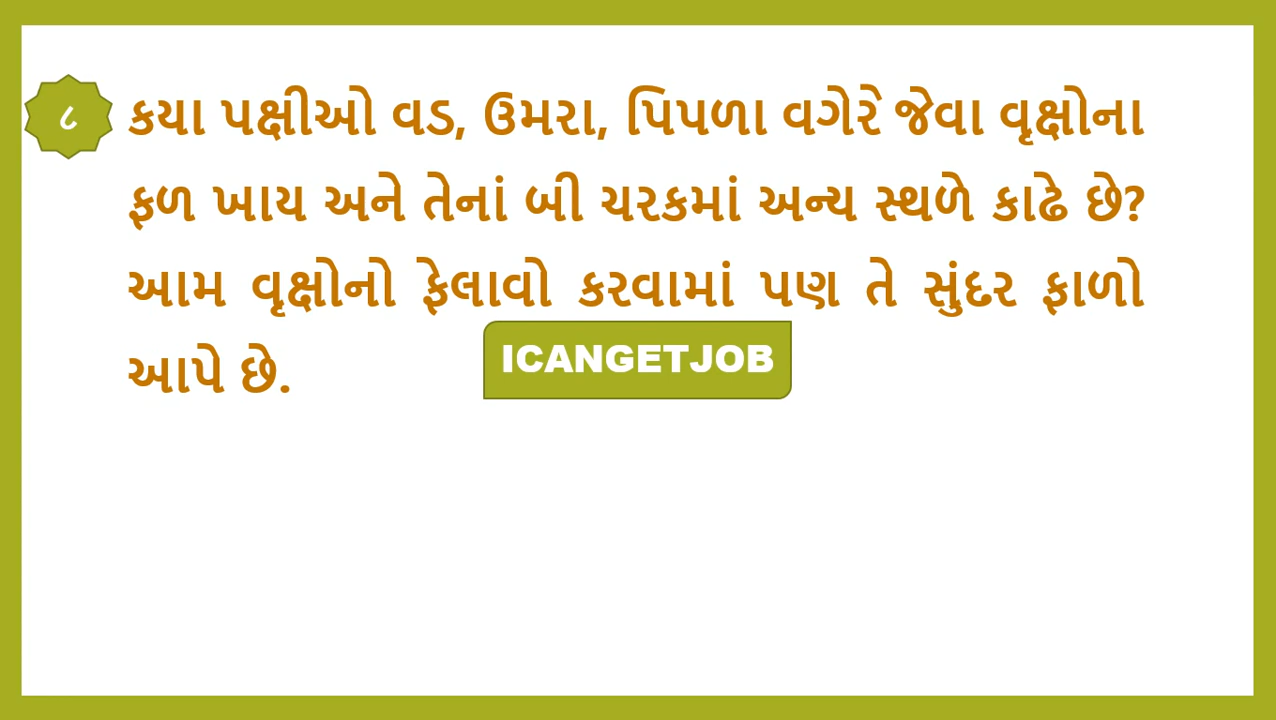 ૮
કયા પક્ષીઓ વડ, ઉમરા, પિપળા વગેરે જેવા વૃક્ષોના
ફળ ખાય અને તેનાં બી ચરકમાં અન્ય સ્થળે કાઢે છે?
આમ વૃક્ષોનો ફેલાવો કરવામાં પણ તે સુંદર ફાળો
આપે છે.
ICANGETJOB